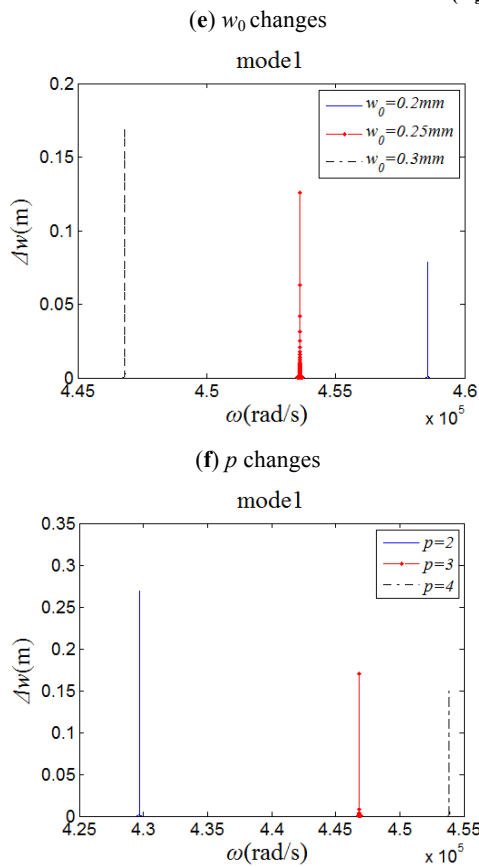 (e) w0 changes
mode1
0.2
0.15
0.1
0.05
0
Δw(m)
w0=0.2mm
w0=0.25mm
w0=0.3mm
4.45 4.5 4.55 4.6
ω(rad/s) x 10^5
(f) p changes
mode1
0.35
0.3
0.25
0.2
0.15
0.1
0.05
0
Δw(m)
p=2
p=3
p=4
4.25 4.3 4.35 4.4 4.45 4.5 4.55
ω(rad/s) x 10^5